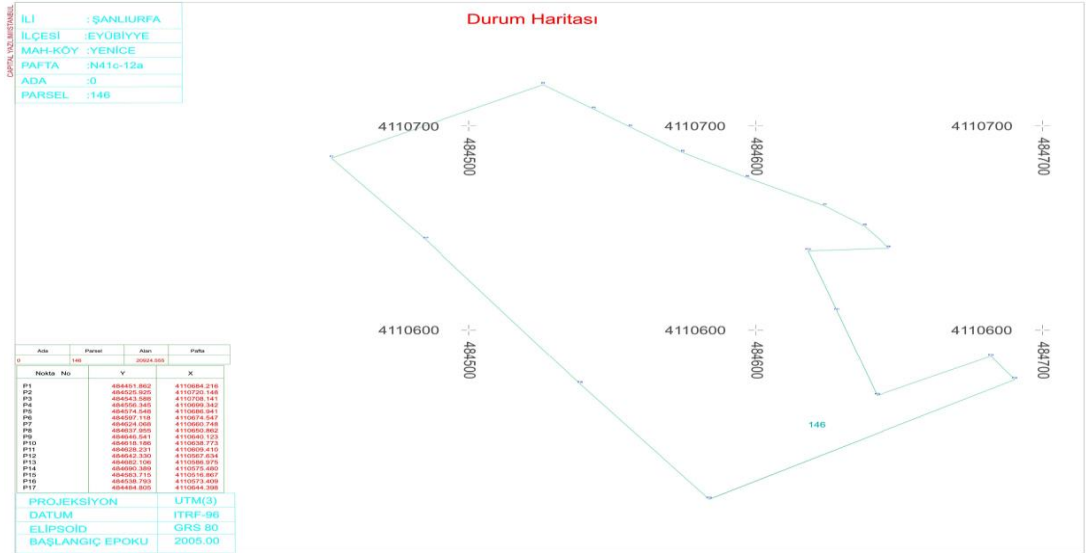 CAPITAL YAZILIM/ISTANBUL
Durum Haritası
İLİ : ŞANLIURFA
İLÇESİ :EYÜBİYYE
MAH-KÖY :YENİCE
PAFTA :N41c-12a
ADA :0
PARSEL :146
4110700 4110700 4110700
484500 484600 484700
4110600 4110600 4110600
484500 484600 484700
146
Ada Parsel Alan Pafta
0 146 20924.555
Nokta No Y X
P1 484451.862 4110684.216
P2 484525.925 4110720.148
P3 484543.588 4110708.141
P4 484556.345 4110699.342
P5 484574.548 4110686.941
P6 484597.118 4110674.547
P7 484624.068 4110660.748
P8 484637.955 4110650.862
P9 484646.541 4110640.123
P10 484618.186 4110638.773
P11 484628.231 4110609.410
P12 484642.330 4110567.634
P13 484682.106 4110586.975
P14 484690.389 4110575.480
P15 484583.715 4110516.867
P16 484538.793 4110573.409
P17 484484.805 4110644.398
PROJEKSİYON UTM(3)
DATUM ITRF-96
ELİPSOİD GRS 80
BAŞLANGIÇ EPOKU 2005.00